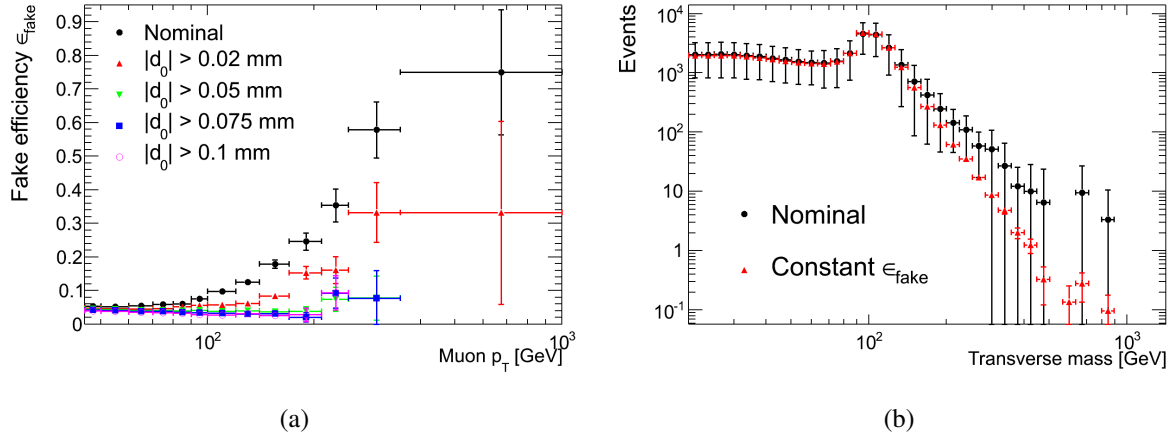 Fake efficiency ϵ_fake
0.9
0.8
0.7
0.6
0.5
0.4
0.3
0.2
0.1
0
Nominal
|d_0| > 0.02 mm
|d_0| > 0.05 mm
|d_0| > 0.075 mm
|d_0| > 0.1 mm
10^2
10^3
Muon p_T [GeV]
(a)
Events
10^4
10^3
10^2
10
1
10^-1
Nominal
Constant ϵ_fake
10^2
10^3
Transverse mass [GeV]
(b)